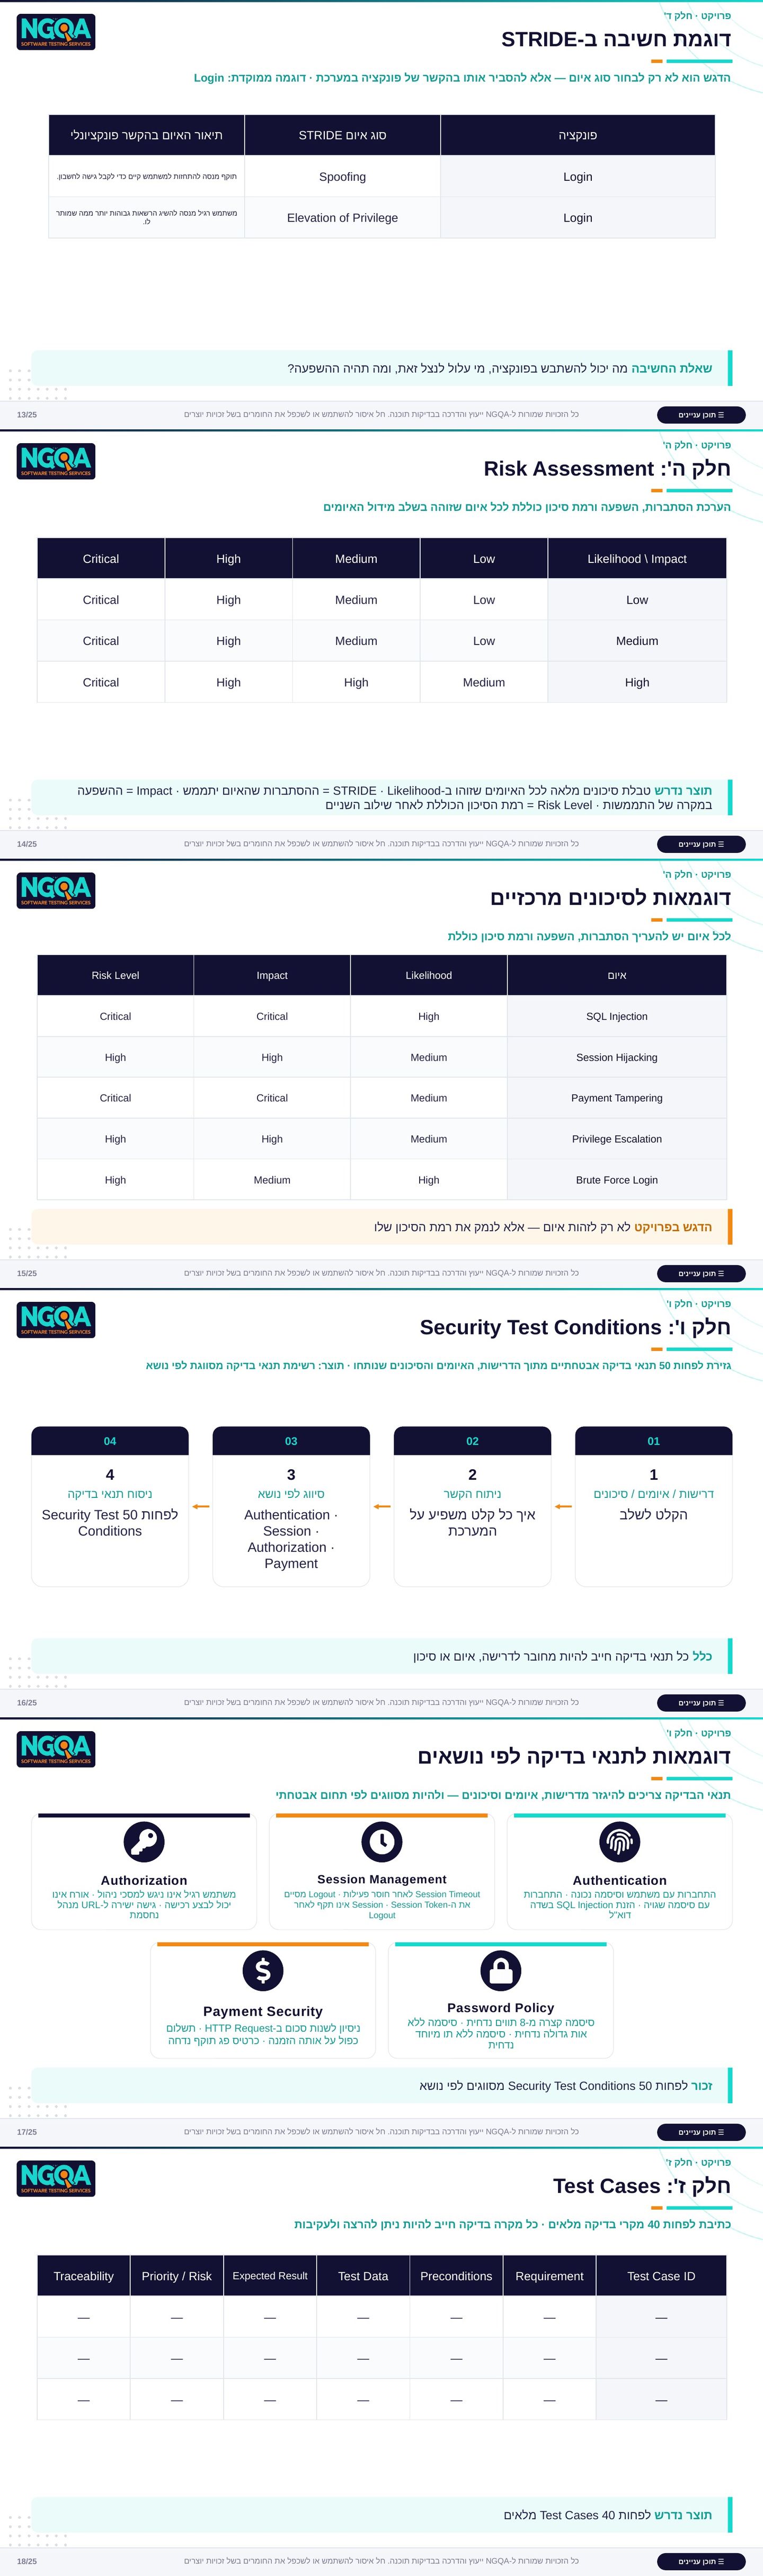 פרויקט · חלק ד'
NGQA
SOFTWARE TESTING SERVICES
דוגמת חשיבה ב-STRIDE
הדגש הוא לא רק לבחור סוג איום — אלא להסביר אותו בהקשר של פונקציה במערכת · דוגמה ממוקדת: Login
פונקציה	סוג איום STRIDE	תיאור האיום בהקשר פונקציונלי
Login	Spoofing	תוקף מנסה להתחזות למשתמש קיים כדי לקבל גישה לחשבון.
Login	Elevation of Privilege	משתמש רגיל מנסה להשיג הרשאות גבוהות יותר ממה שמותר
לו.
שאלת החשיבה מה יכול להשתבש בפונקציה, מי עלול לנצל זאת, ומה תהיה ההשפעה?
☰ תוכן עניינים	כל הזכויות שמורות ל-NGQA ייעוץ והדרכה בבדיקות תוכנה. חל איסור להשתמש או לשכפל את החומרים בשל זכויות יוצרים	13/25
פרויקט · חלק ה'
NGQA
SOFTWARE TESTING SERVICES
חלק ה': Risk Assessment
הערכת הסתברות, השפעה ורמת סיכון כוללת לכל איום שזוהה בשלב מידול האיומים
Likelihood \ Impact	Low	Medium	High	Critical
Low	Low	Medium	High	Critical
Medium	Low	Medium	High	Critical
High	Medium	High	High	Critical
תוצר נדרש טבלת סיכונים מלאה לכל האיומים שזוהו ב-STRIDE · Likelihood = ההסתברות שהאיום יתממש · Impact = ההשפעה
במקרה של התממשות · Risk Level = רמת הסיכון הכוללת לאחר שילוב השניים
☰ תוכן עניינים	כל הזכויות שמורות ל-NGQA ייעוץ והדרכה בבדיקות תוכנה. חל איסור להשתמש או לשכפל את החומרים בשל זכויות יוצרים	14/25
פרויקט · חלק ה'
NGQA
SOFTWARE TESTING SERVICES
דוגמאות לסיכונים מרכזיים
לכל איום יש להעריך הסתברות, השפעה ורמת סיכון כוללת
איום	Likelihood	Impact	Risk Level
SQL Injection	High	Critical	Critical
Session Hijacking	Medium	High	High
Payment Tampering	Medium	Critical	Critical
Privilege Escalation	Medium	High	High
Brute Force Login	High	Medium	High
הדגש בפרויקט לא רק לזהות איום — אלא לנמק את רמת הסיכון שלו
☰ תוכן עניינים	כל הזכויות שמורות ל-NGQA ייעוץ והדרכה בבדיקות תוכנה. חל איסור להשתמש או לשכפל את החומרים בשל זכויות יוצרים	15/25
פרויקט · חלק ו'
NGQA
SOFTWARE TESTING SERVICES
חלק ו': Security Test Conditions
גזירת לפחות 50 תנאי בדיקה אבטחתיים מתוך הדרישות, האיומים והסיכונים שנותחו · תוצר: רשימת תנאי בדיקה מסווגת לפי נושא
01
1
דרישות / איומים / סיכונים
הקלט לשלב
02
2
ניתוח הקשר
איך כל קלט משפיע על
המערכת
03
3
סיווג לפי נושא
Authentication ·
Session ·
Authorization ·
Payment
04
4
ניסוח תנאי בדיקה
לפחות 50 Security Test
Conditions
כלל כל תנאי בדיקה חייב להיות מחובר לדרישה, איום או סיכון
☰ תוכן עניינים	כל הזכויות שמורות ל-NGQA ייעוץ והדרכה בבדיקות תוכנה. חל איסור להשתמש או לשכפל את החומרים בשל זכויות יוצרים	16/25
פרויקט · חלק ו'
NGQA
SOFTWARE TESTING SERVICES
דוגמאות לתנאי בדיקה לפי נושאים
תנאי הבדיקה צריכים להיגזר מדרישות, איומים וסיכונים — ולהיות מסווגים לפי תחום אבטחתי
Authentication
התחברות עם משתמש וסיסמה נכונה · התחברות
עם סיסמה שגויה · הזנת SQL Injection בשדה
דוא"ל
Session Management
Session Timeout לאחר חוסר פעילות · Logout מסיים
את ה-Session · Session Token אינו תקף לאחר
Logout
Authorization
משתמש רגיל אינו ניגש למסכי ניהול · אורח אינו
יכול לבצע רכישה · גישה ישירה ל-URL מנהל
נחסמת
Password Policy
סיסמה קצרה מ-8 תווים נדחית · סיסמה ללא
אות גדולה נדחית · סיסמה ללא תו מיוחד
נדחית
Payment Security
ניסיון לשנות סכום ב-HTTP Request · תשלום
כפול על אותה הזמנה · כרטיס פג תוקף נדחה
זכור לפחות 50 Security Test Conditions מסווגים לפי נושא
☰ תוכן עניינים	כל הזכויות שמורות ל-NGQA ייעוץ והדרכה בבדיקות תוכנה. חל איסור להשתמש או לשכפל את החומרים בשל זכויות יוצרים	17/25
פרויקט · חלק ז'
NGQA
SOFTWARE TESTING SERVICES
חלק ז': Test Cases
כתיבת לפחות 40 מקרי בדיקה מלאים · כל מקרה בדיקה חייב להיות ניתן להרצה ולעקיבות
Test Case ID	Requirement	Preconditions	Test Data	Expected Result	Priority / Risk	Traceability
—	—	—	—	—	—	—
—	—	—	—	—	—	—
—	—	—	—	—	—	—
תוצר נדרש לפחות 40 Test Cases מלאים
☰ תוכן עניינים	כל הזכויות שמורות ל-NGQA ייעוץ והדרכה בבדיקות תוכנה. חל איסור להשתמש או לשכפל את החומרים בשל זכויות יוצרים	18/25